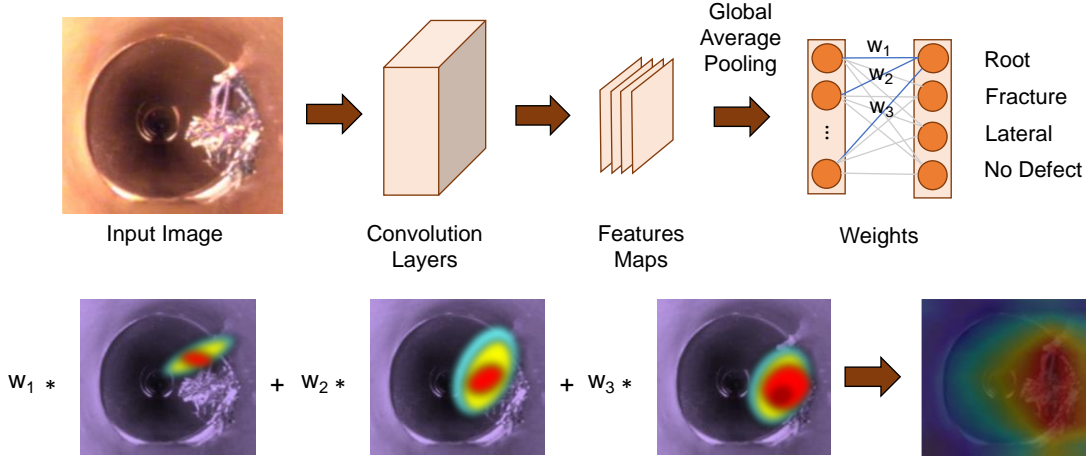 Global
Average
Pooling
w₁
w₂
w₃
...
Root
Fracture
Lateral
No Defect
Input Image
Convolution
Layers
Features
Maps
Weights
w₁ * + w₂ * + w₃ *